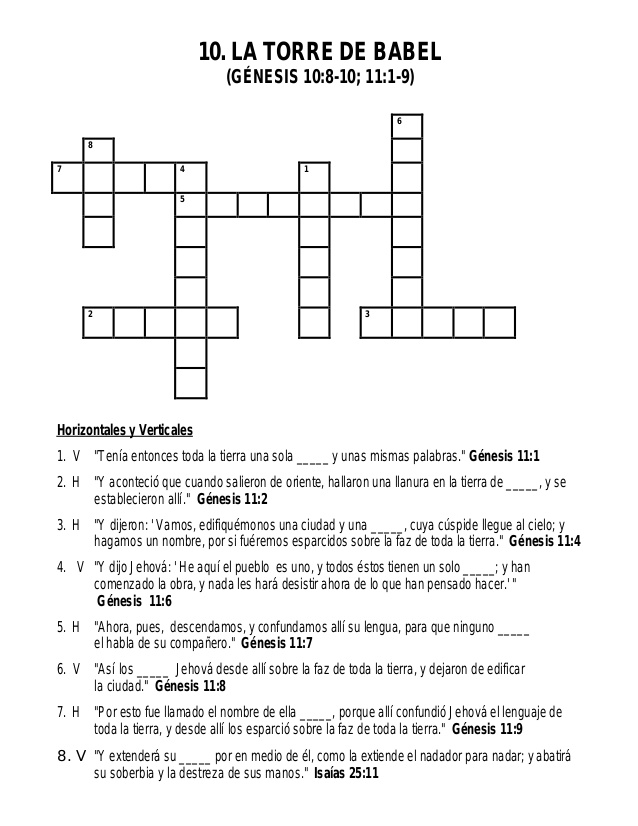 10. LA TORRE DE BABEL
(GÉNESIS 10:8-10; 11:1-9)
6
8
7 4 1
5
2 3
Horizontales y Verticales
1. V "Tenía entonces toda la tierra una sola _____ y unas mismas palabras." Génesis 11:1
2. H "Y aconteció que cuando salieron de oriente, hallaron una llanura en la tierra de _____, y se
establecieron allí." Génesis 11:2
3. H "Y dijeron: 'Vamos, edifiquémonos una ciudad y una _____, cuya cúspide llegue al cielo; y
hagamos un nombre, por si fuéremos esparcidos sobre la faz de toda la tierra." Génesis 11:4
4. V "Y dijo Jehová: 'He aquí el pueblo es uno, y todos éstos tienen un solo _____; y han
comenzado la obra, y nada les hará desistir ahora de lo que han pensado hacer.'"
Génesis 11:6
5. H "Ahora, pues, descendamos, y confundamos allí su lengua, para que ninguno _____
el habla de su compañero." Génesis 11:7
6. V "Así los _____ Jehová desde allí sobre la faz de toda la tierra, y dejaron de edificar
la ciudad." Génesis 11:8
7. H "Por esto fue llamado el nombre de ella _____, porque allí confundió Jehová el lenguaje de
toda la tierra, y desde allí los esparció sobre la faz de toda la tierra." Génesis 11:9
8. V "Y extenderá su _____ por en medio de él, como la extiende el nadador para nadar; y abatirá
su soberbia y la destreza de sus manos." Isaías 25:11